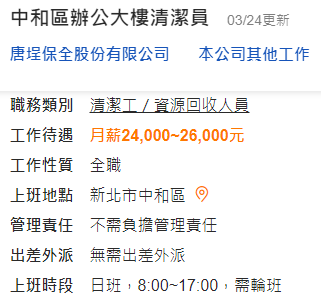 中和區辦公大樓清潔員 03/24更新
唐埕保全股份有限公司 本公司其他工作
職務類別 清潔工／資源回收人員
工作待遇 月薪24,000~26,000元
工作性質 全職
上班地點 新北市中和區
管理責任 不需負擔管理責任
出差外派 無需出差外派
上班時段 日班，8:00~17:00，需輪班